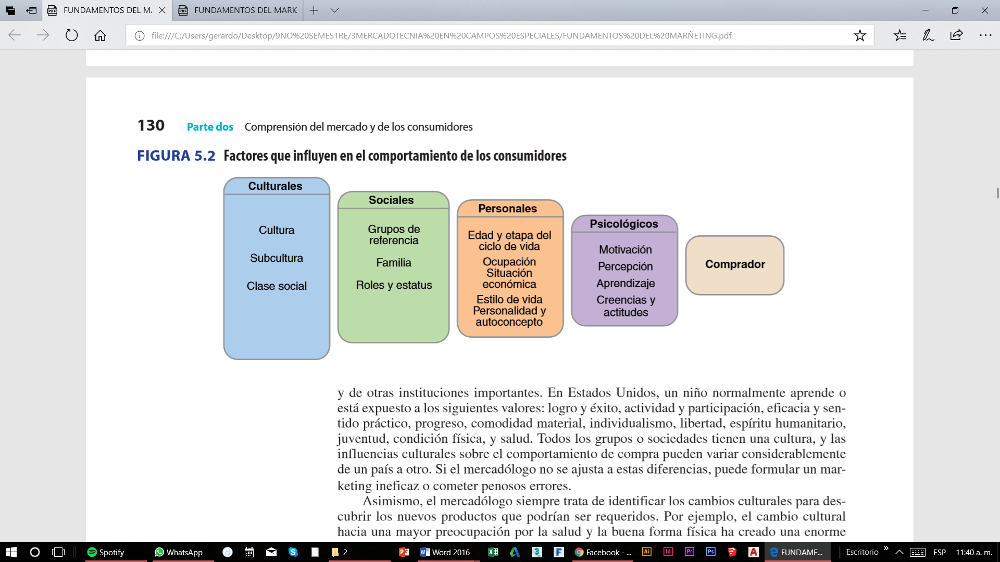 FUNDAMENTOS DEL M
FUNDAMENTOS DEL MARK
file:///C:/Users/gerardo/Desktop/9NO%20SEMESTRE/3MERCADOTECNIA%20EN%20CAMPOS%20ESPECIALES/FUNDAMENTOS%20DEL%20MARÑETING.pdf
130 Parte dos Comprensión del mercado y de los consumidores
FIGURA 5.2 Factores que influyen en el comportamiento de los consumidores
Culturales
Cultura
Subcultura
Clase social
Sociales
Grupos de
referencia
Familia
Roles y estatus
Personales
Edad y etapa del
ciclo de vida
Ocupación
Situación
económica
Estilo de vida
Personalidad y
autoconcepto
Psicológicos
Motivación
Percepción
Aprendizaje
Creencias y
actitudes
Comprador
y de otras instituciones importantes. En Estados Unidos, un niño normalmente aprende o
está expuesto a los siguientes valores: logro y éxito, actividad y participación, eficacia y sen-
tido práctico, progreso, comodidad material, individualismo, libertad, espíritu humanitario,
juventud, condición física, y salud. Todos los grupos o sociedades tienen una cultura, y las
influencias culturales sobre el comportamiento de compra pueden variar considerablemente
de un país a otro. Si el mercadólogo no se ajusta a estas diferencias, puede formular un mar-
keting ineficaz o cometer penosos errores.
Asimismo, el mercadólogo siempre trata de identificar los cambios culturales para des-
cubrir los nuevos productos que podrían ser requeridos. Por ejemplo, el cambio cultural
hacia una mayor preocupación por la salud y la buena forma física ha creado una enorme
Spotify
WhatsApp
2
Word 2016
Facebook - ...
FUNDAME...
Escritorio
ESP
11:40 a. m.